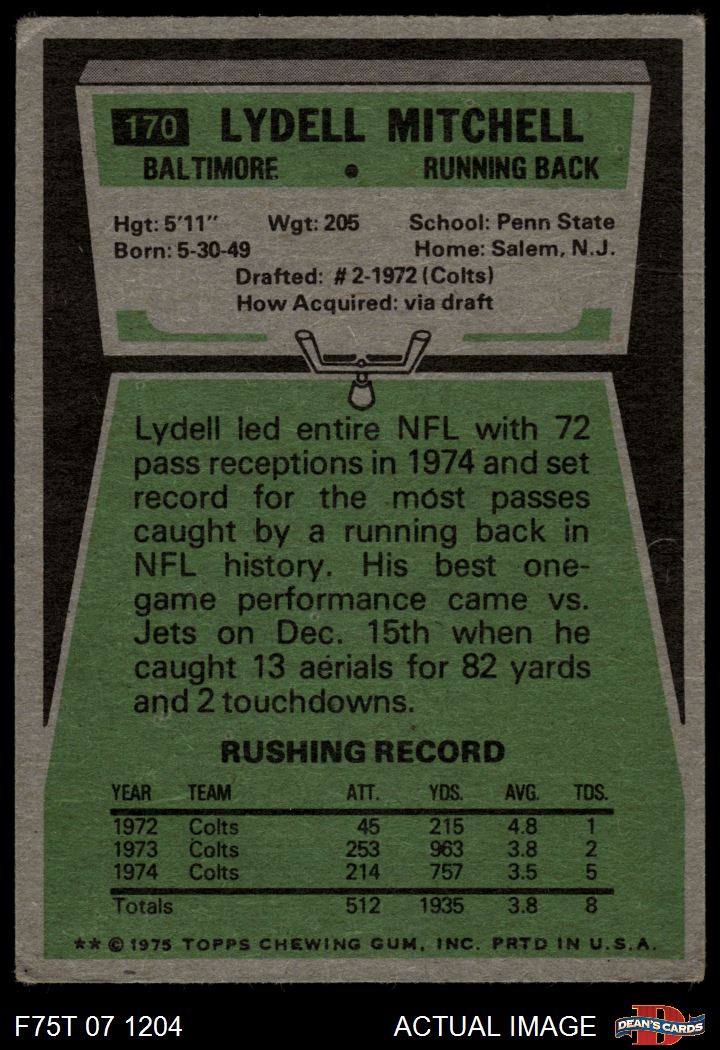 170 LYDELL MITCHELL
BALTIMORE • RUNNING BACK
Hgt: 5'11" Wgt: 205 School: Penn State
Born: 5-30-49 Home: Salem, N.J.
Drafted: #2-1972 (Colts)
How Acquired: via draft
Lydell led entire NFL with 72
pass receptions in 1974 and set
record for the most passes
caught by a running back in
NFL history. His best one-
game performance came vs.
Jets on Dec. 15th when he
caught 13 aerials for 82 yards
and 2 touchdowns.
RUSHING RECORD
YEAR TEAM ATT. YDS. AVG. TDS.
1972 Colts 45 215 4.8 1
1973 Colts 253 963 3.8 2
1974 Colts 214 757 3.5 5
Totals 512 1935 3.8 8
** © 1975 TOPPS CHEWING GUM, INC. PRTD IN U.S.A.
F75T 07 1204 ACTUAL IMAGE D DEAN'S CARDS